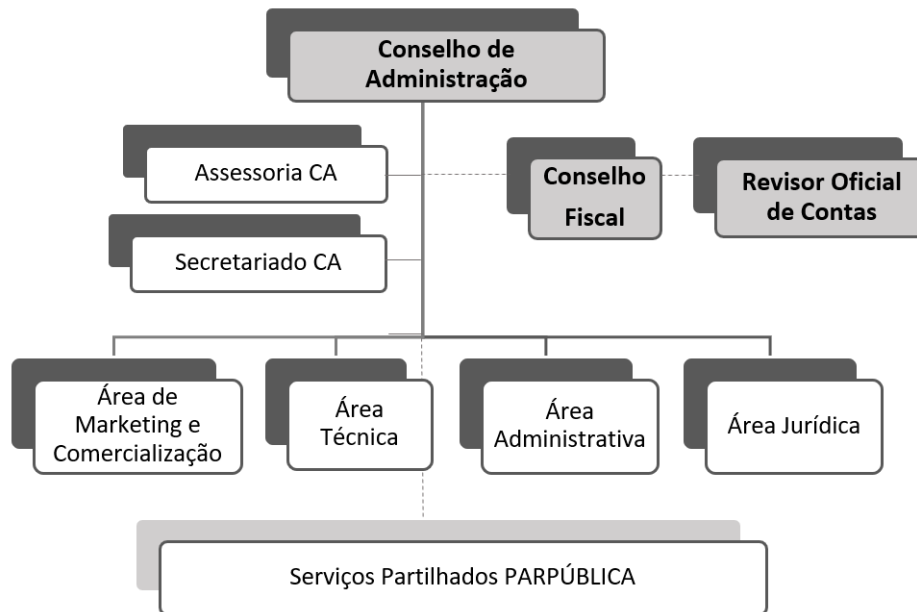 Conselho de
Administração
Assessoria CA
Conselho
Fiscal
Revisor Oficial
de Contas
Secretariado CA
Área de
Marketing e
Comercialização
Área
Técnica
Área
Administrativa
Área Jurídica
Serviços Partilhados PARPÚBLICA